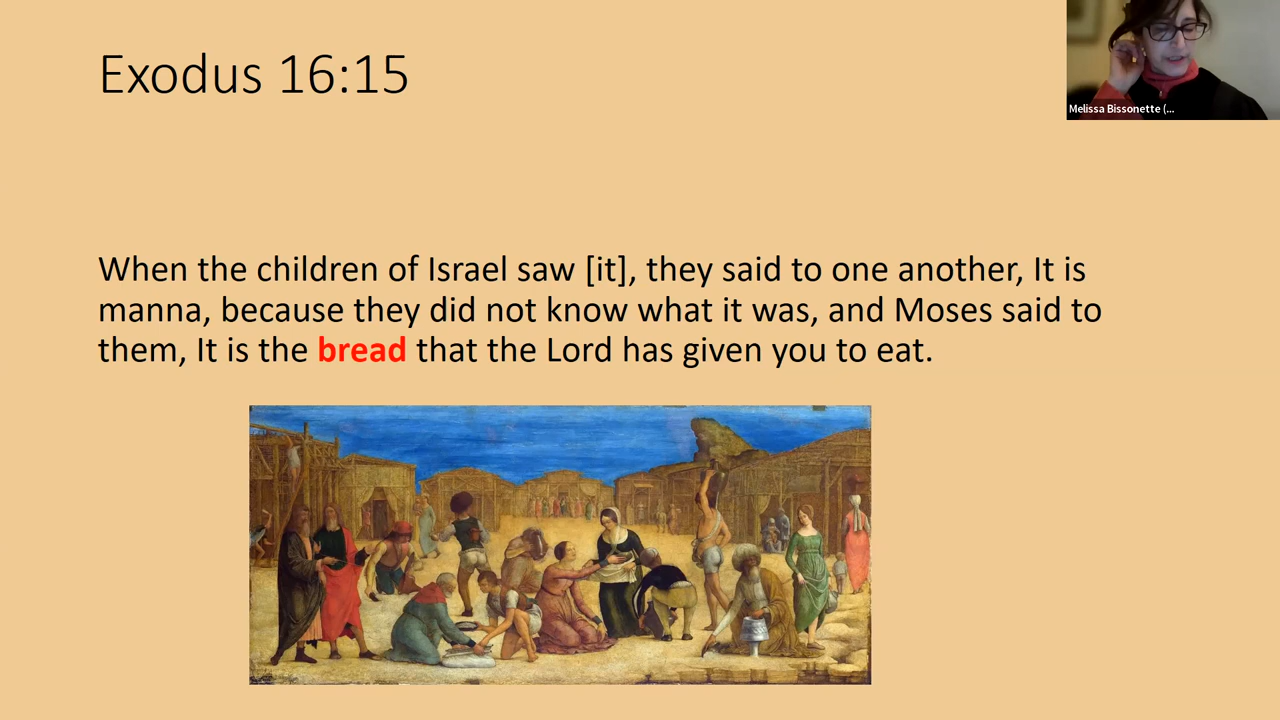 Exodus 16:15
Melissa Bissonette (...
When the children of Israel saw [it], they said to one another, It is
manna, because they did not know what it was, and Moses said to
them, It is the bread that the Lord has given you to eat.